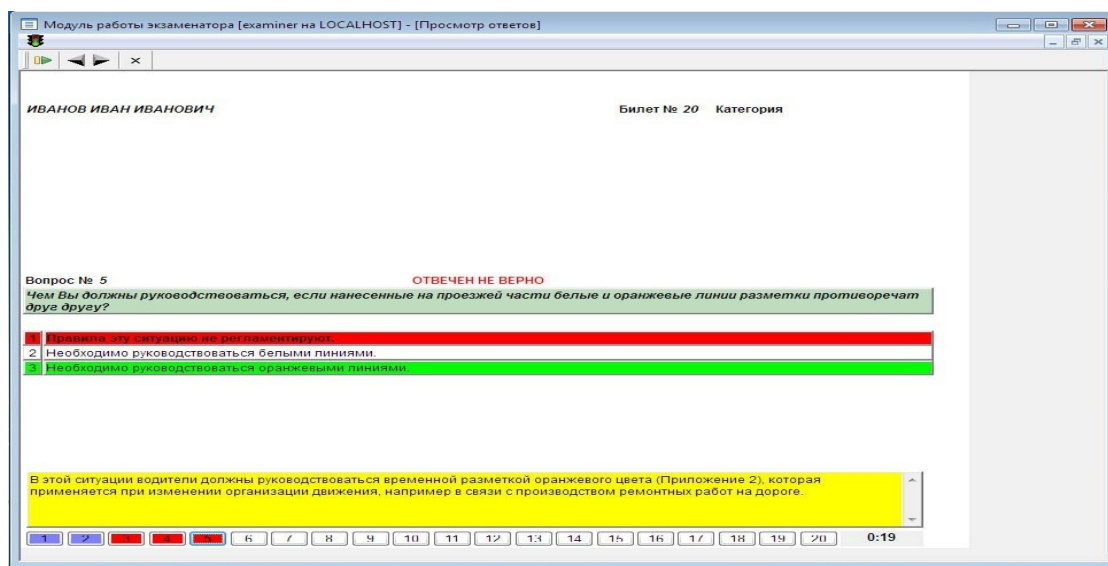 Модуль работы экзаменатора [examiner на LOCALHOST] - [Просмотр ответов]
ИВАНОВ ИВАН ИВАНОВИЧ Билет № 20 Категория
Вопрос № 5 ОТВЕЧЕН НЕ ВЕРНО
Чем Вы должны руководствоваться, если нанесенные на проезжей части белые и оранжевые линии разметки противоречат
друг другу?
1 Правила эту ситуацию не регламентируют.
2 Необходимо руководствоваться белыми линиями.
3 Необходимо руководствоваться оранжевыми линиями.
В этой ситуации водители должны руководствоваться временной разметкой оранжевого цвета (Приложение 2), которая
применяется при изменении организации движения, например в связи с производством ремонтных работ на дороге.
1 2 3 4 5 6 7 8 9 10 11 12 13 14 15 16 17 18 19 20 0:19